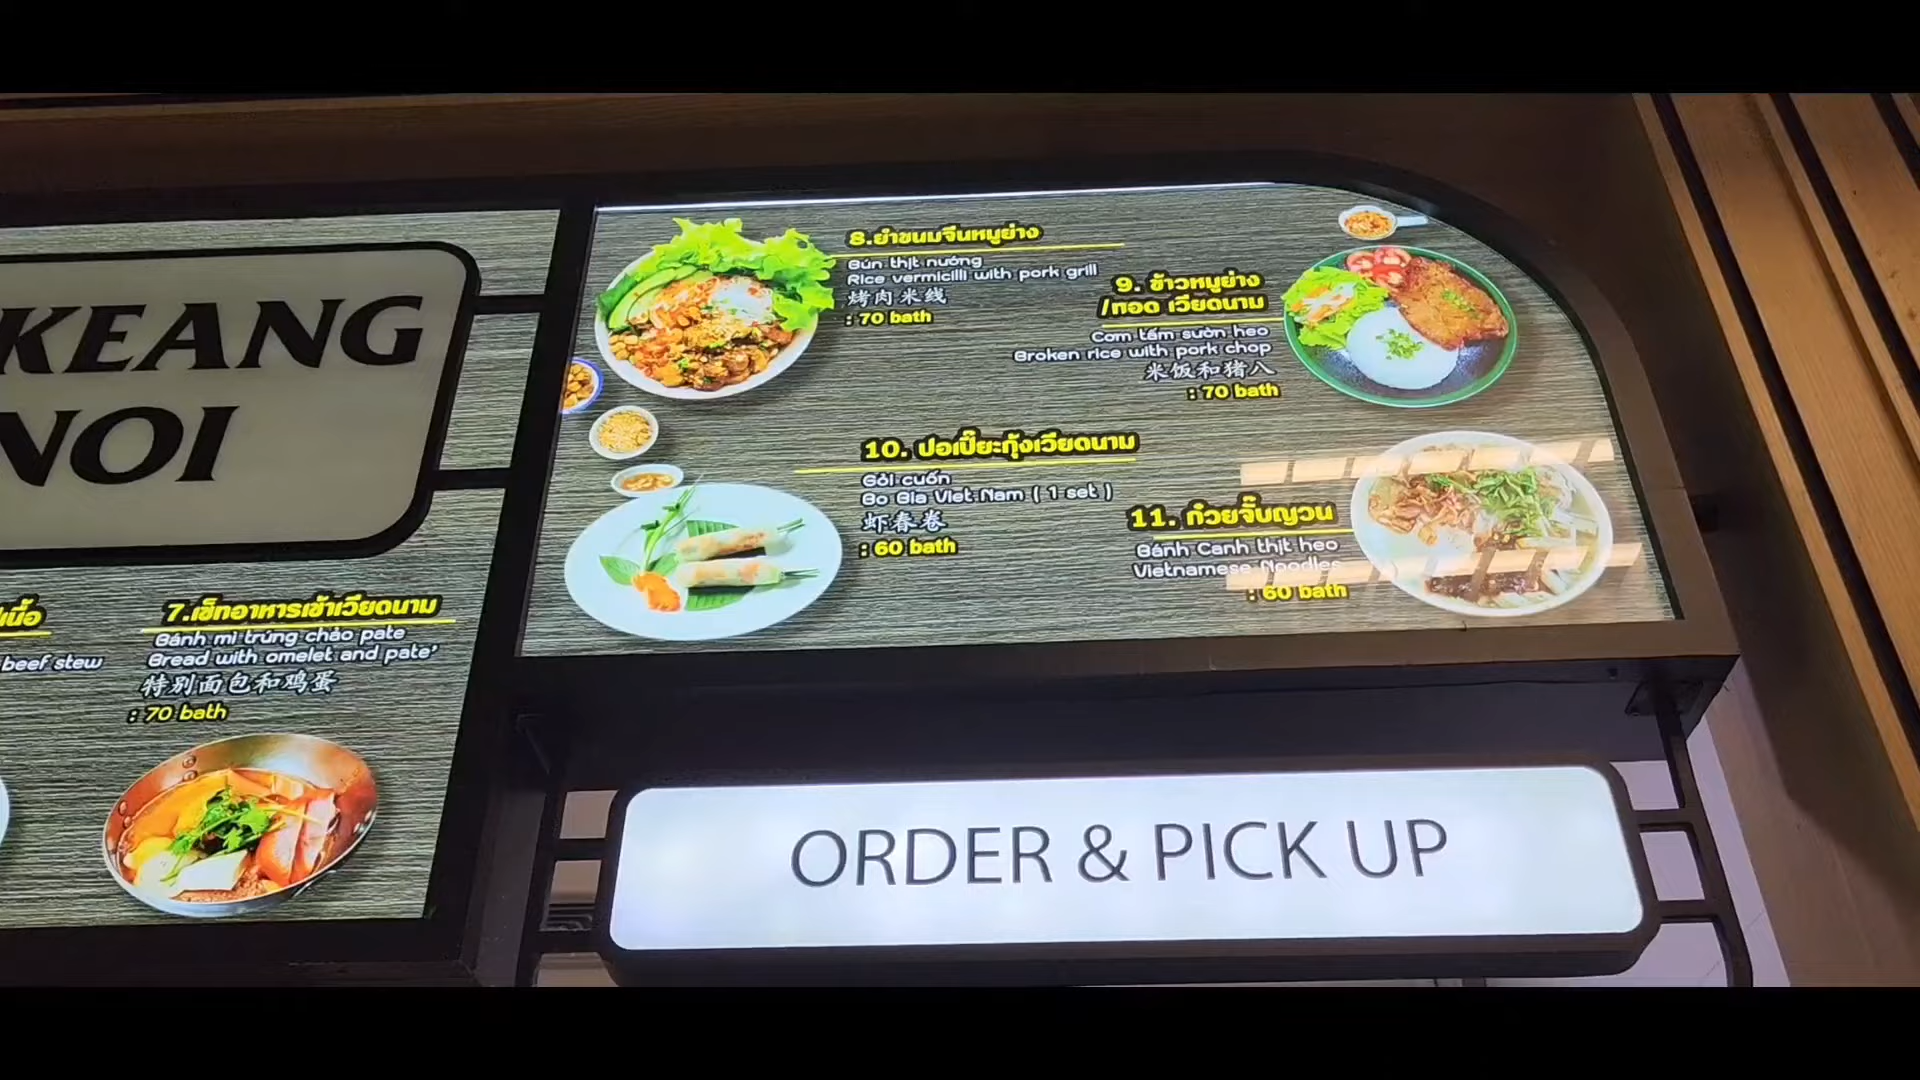 KEANG
NOI
เนื้อ
beef stew
7.เซ็ทอาหารเช้าเวียดนาม
Bánh mì trứng chảo pate
Bread with omelet and pate'
特别面包和鸡蛋
: 70 bath
8.ยำขนมจีนหมูย่าง
Bún thịt nướng
Rice vermicilli with pork grill
烤肉米线
: 70 bath
9. ข้าวหมูย่าง
/ทอด เวียดนาม
Cơm tấm sườn heo
Broken rice with pork chop
米饭和猪八
: 70 bath
10. ปอเปี๊ยะกุ้งเวียดนาม
Gỏi cuốn
Bo Bia Viet Nam ( 1 set )
虾春卷
: 60 bath
11. ก๋วยจั๊บญวน
Bánh Canh thịt heo
Vietnamese Noodles
: 60 bath
ORDER & PICK UP